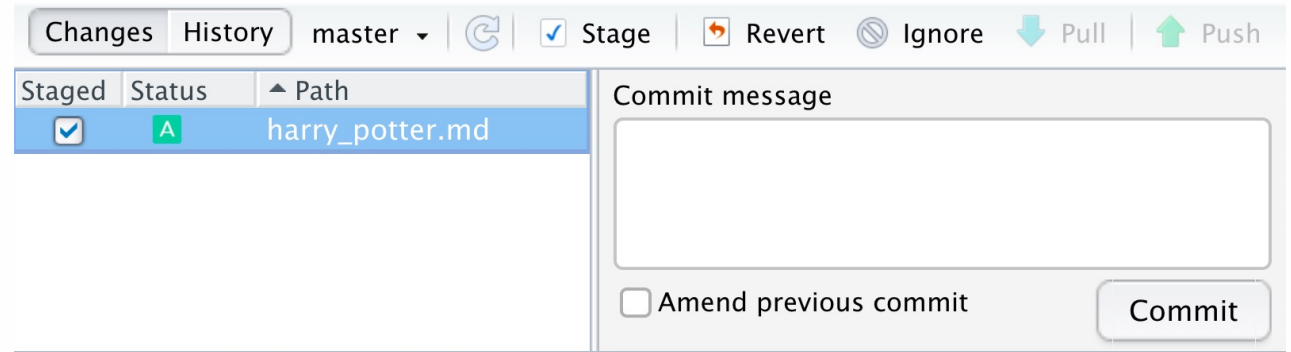 Changes History master Stage Revert Ignore Pull Push
Staged Status Path
A harry_potter.md
Commit message
Amend previous commit
Commit